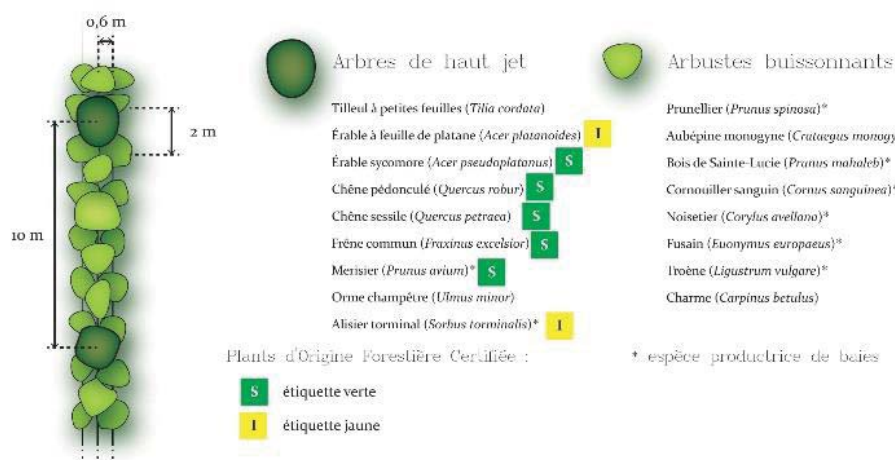 0,6 m
2 m
10 m
Arbres de haut jet
Tilleul à petites feuilles (Tilia cordata)
Érable à feuille de platane (Acer platanoides) I
Érable sycomore (Acer pseudoplatanus) S
Chêne pédonculé (Quercus robur) S
Chêne sessile (Quercus petraea) S
Frêne commun (Fraxinus excelsior) S
Merisier (Prunus avium)* S
Orme champêtre (Ulmus minor)
Alisier torminal (Sorbus torminalis)* I
Arbustes buissonnants
Prunellier (Prunus spinosa)*
Aubépine monogyne (Crataegus monogy
Bois de Sainte-Lucie (Prunus mahaleb)*
Cornouiller sanguin (Cornus sanguinea)*
Noisetier (Corylus avellana)*
Fusain (Euonymus europaeus)*
Troène (Ligustrum vulgare)*
Charme (Carpinus betulus)
Plants d'Origine Forestière Certifiée :
S étiquette verte
I étiquette jaune
* espèce productrice de baies